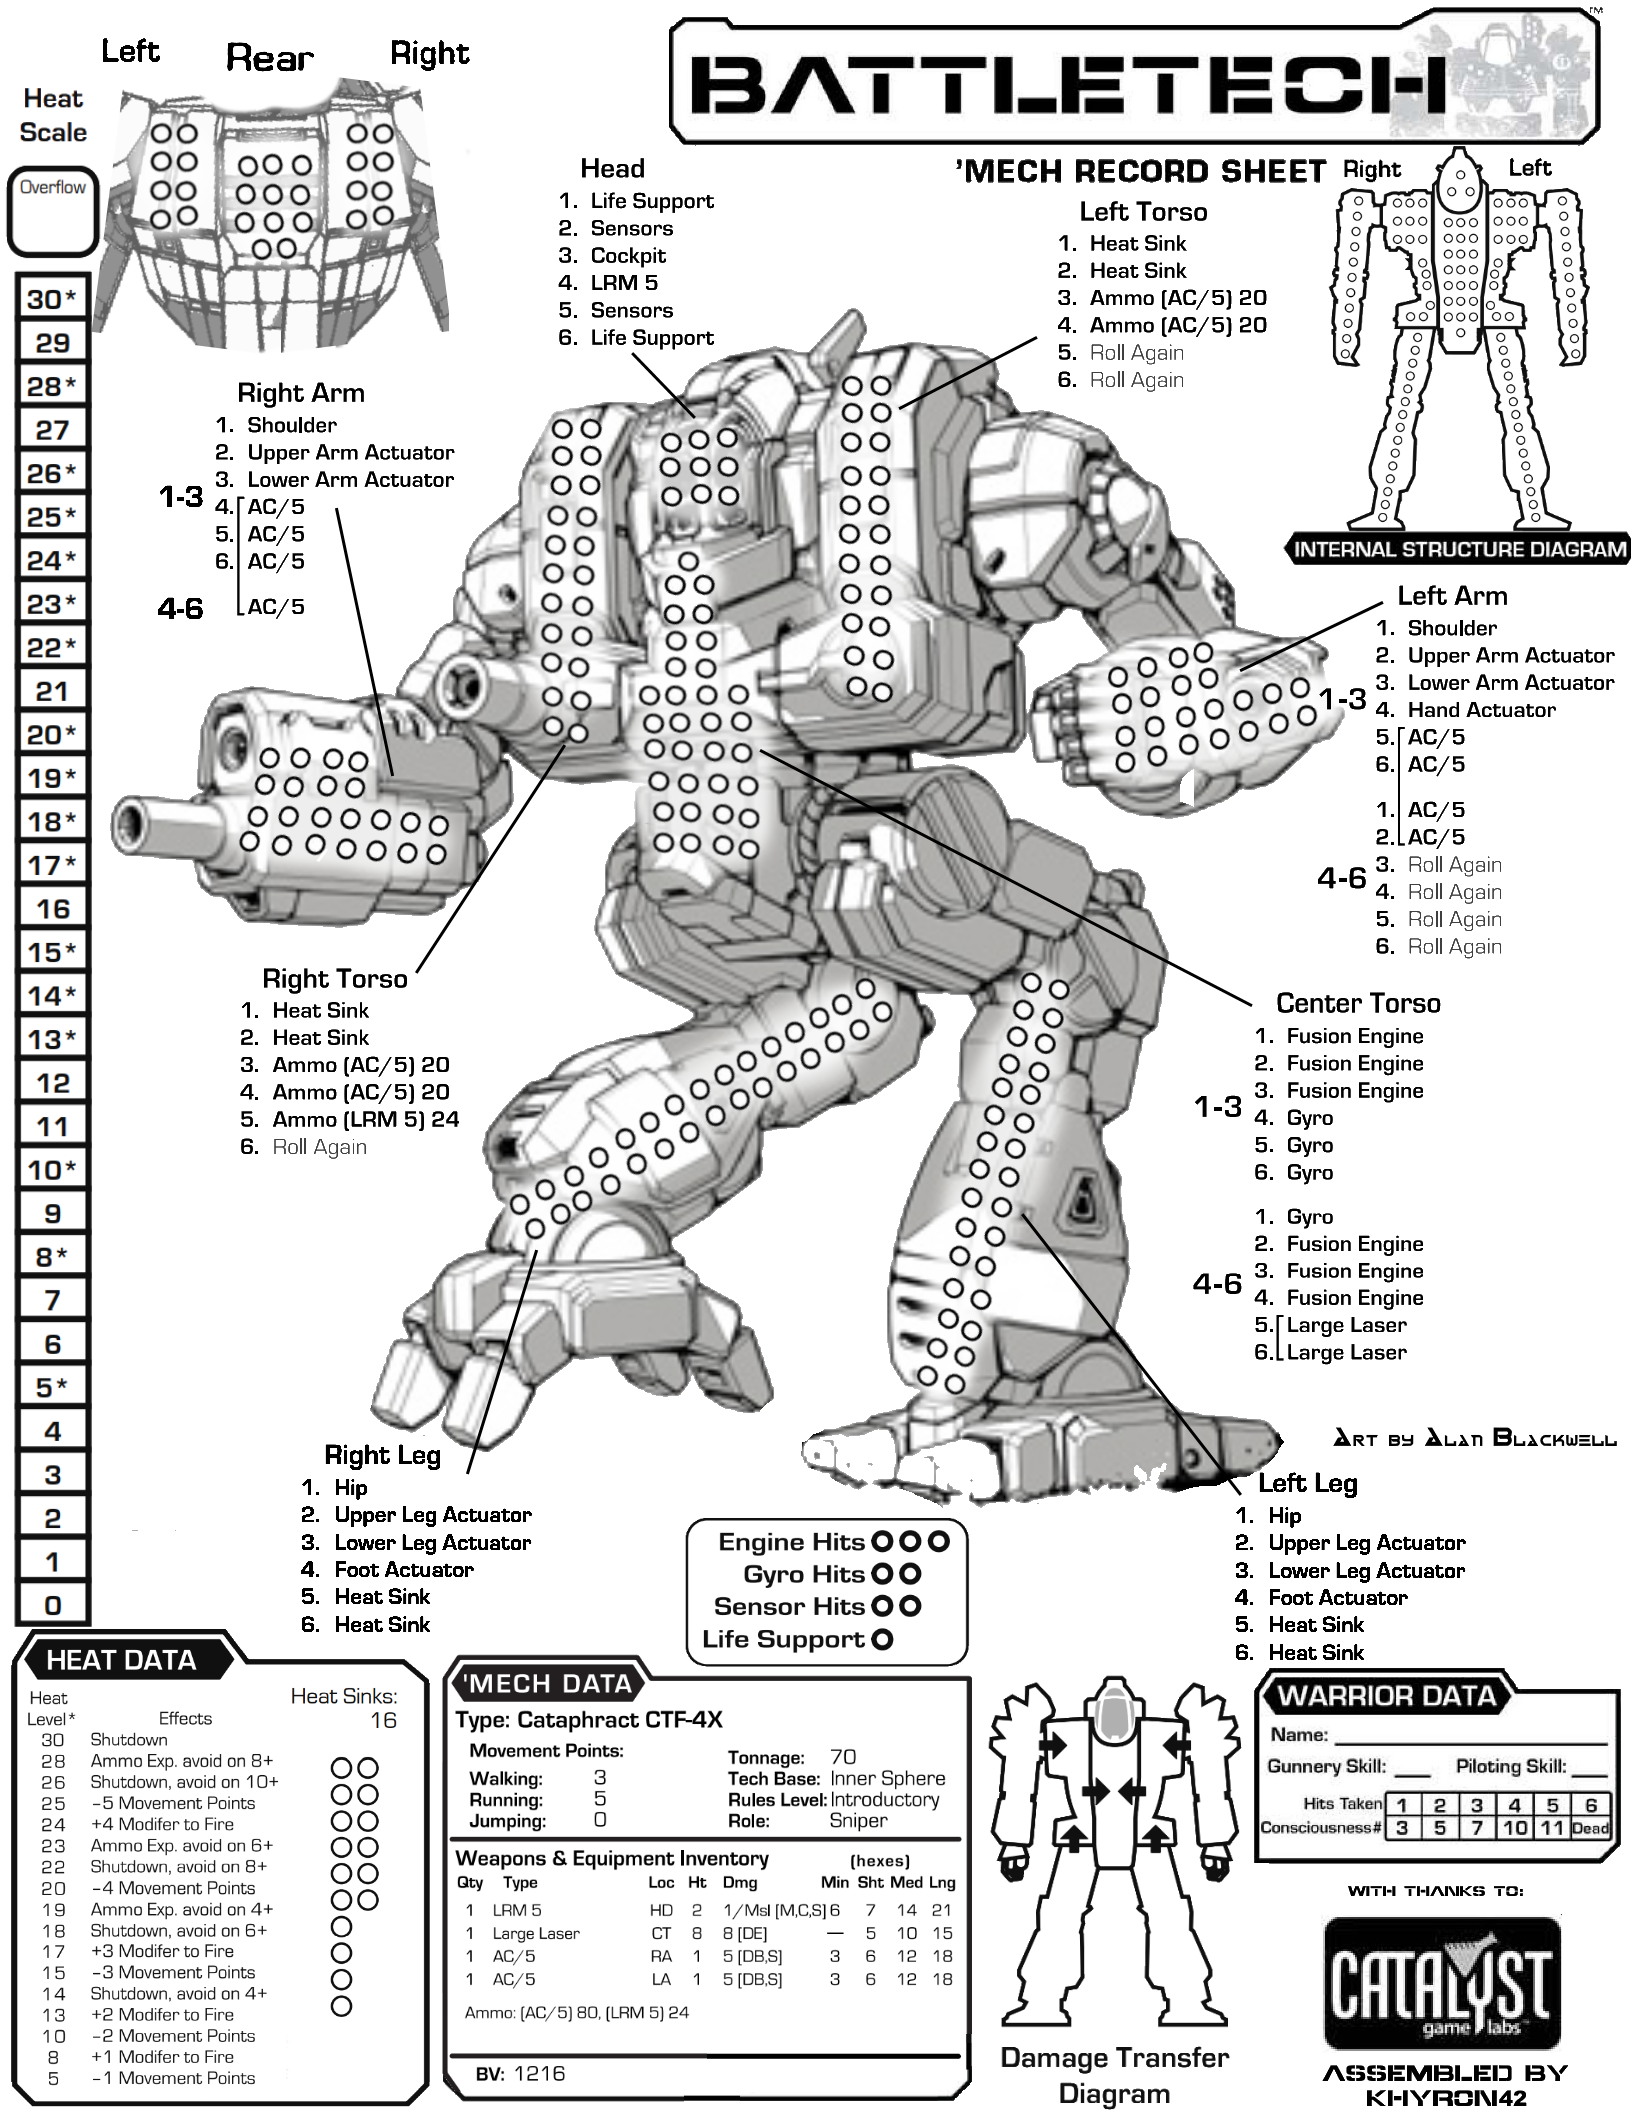 BATTLETECH™
'MECH RECORD SHEET
Left Rear Right
Heat
Scale
Overflow
30*
29
28*
27
26*
25*
24*
23*
22*
21
20*
19*
18*
17*
16
15*
14*
13*
12
11
10*
9
8*
7
6
5*
4
3
2
1
0
Head
1. Life Support
2. Sensors
3. Cockpit
4. LRM 5
5. Sensors
6. Life Support
Left Torso
1. Heat Sink
2. Heat Sink
3. Ammo (AC/5) 20
4. Ammo (AC/5) 20
5. Roll Again
6. Roll Again
Right Left
INTERNAL STRUCTURE DIAGRAM
Right Arm
1. Shoulder
2. Upper Arm Actuator
3. Lower Arm Actuator
1-3
4. AC/5
5. AC/5
6. AC/5
4-6 AC/5
Left Arm
1. Shoulder
2. Upper Arm Actuator
3. Lower Arm Actuator
1-3
4. Hand Actuator
5. AC/5
6. AC/5
1. AC/5
2. AC/5
3. Roll Again
4-6
4. Roll Again
5. Roll Again
6. Roll Again
Right Torso
1. Heat Sink
2. Heat Sink
3. Ammo (AC/5) 20
4. Ammo (AC/5) 20
5. Ammo (LRM 5) 24
6. Roll Again
Center Torso
1. Fusion Engine
2. Fusion Engine
3. Fusion Engine
1-3
4. Gyro
5. Gyro
6. Gyro
1. Gyro
2. Fusion Engine
3. Fusion Engine
4-6
4. Fusion Engine
5. Large Laser
6. Large Laser
Art by Alan Blackwell
Right Leg
1. Hip
2. Upper Leg Actuator
3. Lower Leg Actuator
4. Foot Actuator
5. Heat Sink
6. Heat Sink
Left Leg
1. Hip
2. Upper Leg Actuator
3. Lower Leg Actuator
4. Foot Actuator
5. Heat Sink
6. Heat Sink
Engine Hits
Gyro Hits
Sensor Hits
Life Support
HEAT DATA
Heat
Level* Effects
Heat Sinks:
16
30 Shutdown
28 Ammo Exp. avoid on 8+
26 Shutdown, avoid on 10+
25 -5 Movement Points
24 +4 Modifer to Fire
23 Ammo Exp. avoid on 6+
22 Shutdown, avoid on 8+
20 -4 Movement Points
19 Ammo Exp. avoid on 4+
18 Shutdown, avoid on 6+
17 +3 Modifer to Fire
15 -3 Movement Points
14 Shutdown, avoid on 4+
13 +2 Modifer to Fire
10 -2 Movement Points
8 +1 Modifer to Fire
5 -1 Movement Points
'MECH DATA
Type: Cataphract CTF-4X
Movement Points:
Walking: 3
Running: 5
Jumping: 0
Tonnage: 70
Tech Base: Inner Sphere
Rules Level: Introductory
Role: Sniper
Weapons & Equipment Inventory (hexes)
Qty Type Loc Ht Dmg Min Sht Med Lng
1 LRM 5 HD 2 1/Msl [M,C,S] 6 7 14 21
1 Large Laser CT 8 8 [DE] — 5 10 15
1 AC/5 RA 1 5 [DB,S] 3 6 12 18
1 AC/5 LA 1 5 [DB,S] 3 6 12 18
Ammo: (AC/5) 80, (LRM 5) 24
BV: 1216
Damage Transfer
Diagram
WARRIOR DATA
Name:
Gunnery Skill: Piloting Skill:
Hits Taken 1 2 3 4 5 6
Consciousness# 3 5 7 10 11 Dead
WITH THANKS TO:
CATALYST
game labs™
ASSEMBLED BY
KHYRON42